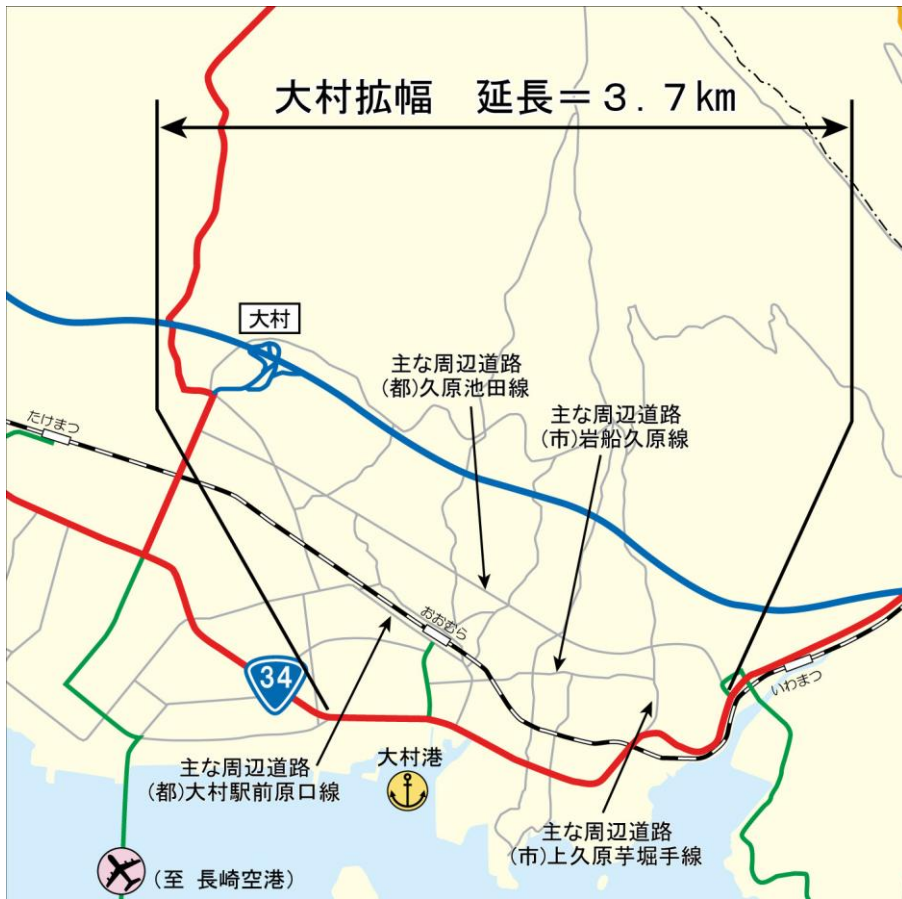 大村拡幅　延長＝３．７km
大村
主な周辺道路
(都)久原池田線
主な周辺道路
(市)岩船久原線
たけまつ
おおむら
いわまつ
34
主な周辺道路
(都)大村駅前原口線
大村港
主な周辺道路
(市)上久原芋堀手線
(至 長崎空港)